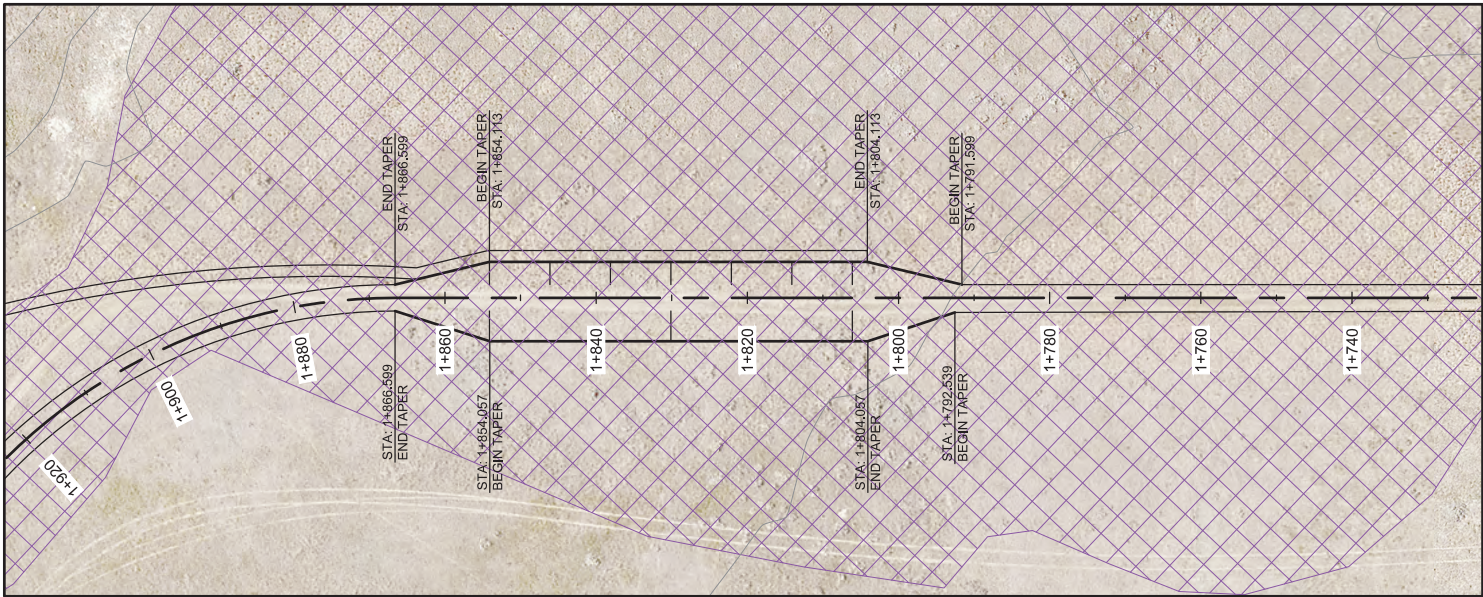 END TAPER
STA: 1+866.599
BEGIN TAPER
STA: 1+854.113
END TAPER
STA: 1+804.113
BEGIN TAPER
STA: 1+791.599
1+920
1+900
1+880
1+860
1+840
1+820
1+800
1+780
1+760
1+740
STA: 1+866.599
END TAPER
STA: 1+854.057
BEGIN TAPER
STA: 1+804.057
END TAPER
STA: 1+792.539
BEGIN TAPER